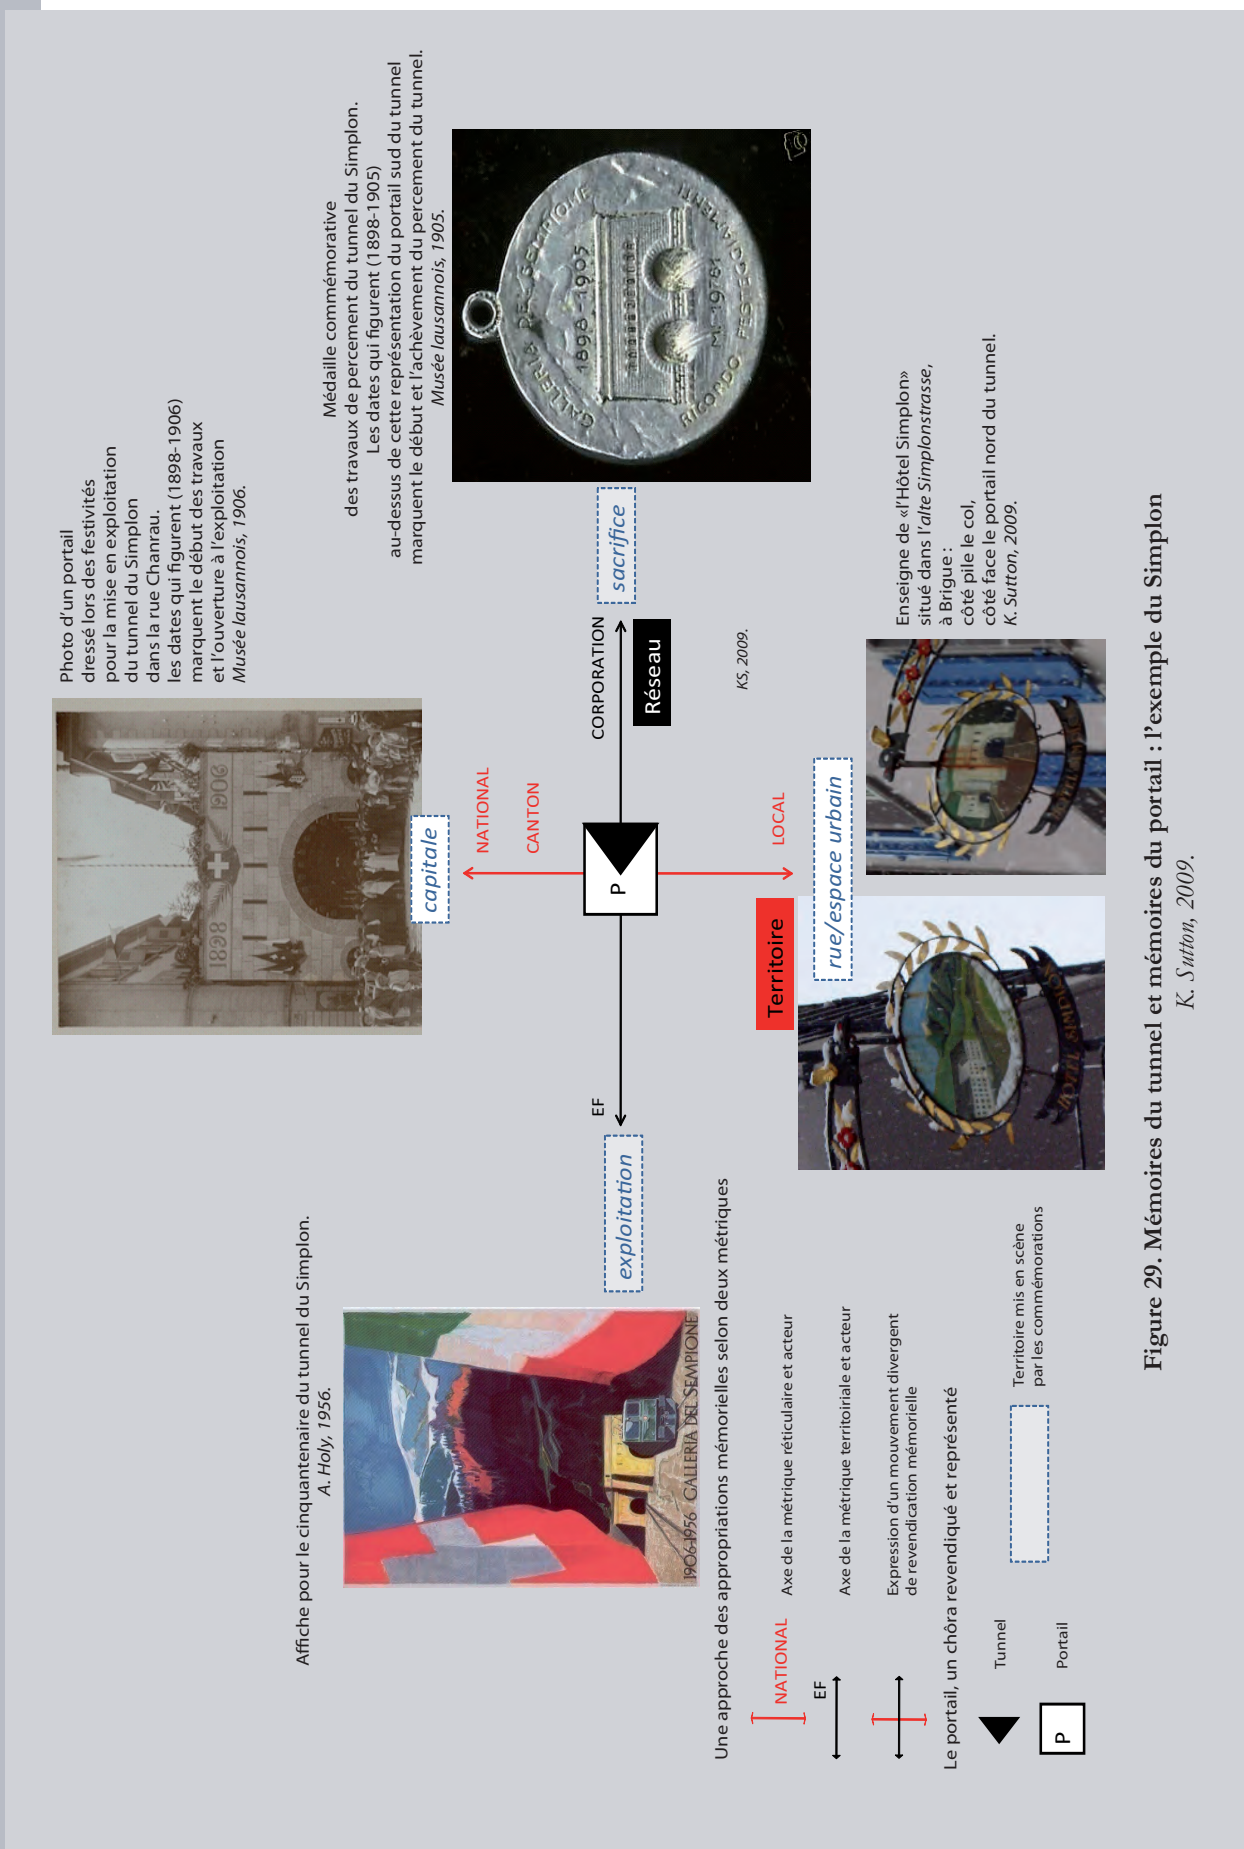 Photo d'un portail
dressé lors des festivités
pour la mise en exploitation
du tunnel du Simplon
dans la rue Chanrau.
les dates qui figurent (1898-1906)
marquent le début des travaux
et l'ouverture à l'exploitation
Musée lausannois, 1906.
1898
1906
Médaille commémorative
des travaux de percement du tunnel du Simplon.
Les dates qui figurent (1898-1905)
au-dessus de cette représentation du portail sud du tunnel
marquent le début et l'achèvement du percement du tunnel.
Musée lausannois, 1905.
GALLERIA DEL SEMPIONE
1898-1905
RICORDO FESTEGGIAMENTI
Affiche pour le cinquantenaire du tunnel du Simplon.
A. Holy, 1956.
1906-1956 GALLERIA DEL SEMPIONE
capitale
NATIONAL
CANTON
exploitation
EF
P
CORPORATION
Réseau
sacrifice
KS, 2009.
LOCAL
Territoire
rue/espace urbain
HOTEL SIMPLON
Enseigne de «l'Hôtel Simplon»
situé dans l'alte Simplonstrasse,
à Brigue :
côté pile le col,
côté face le portail nord du tunnel.
K. Sutton, 2009.
Une approche des appropriations mémorielles selon deux métriques
NATIONAL
Axe de la métrique réticulaire et acteur
EF
Axe de la métrique territoiriale et acteur
Expression d'un mouvement divergent
de revendication mémorielle
Le portail, un chôra revendiqué et représenté
Tunnel
P
Portail
Territoire mis en scène
par les commémorations
Figure 29. Mémoires du tunnel et mémoires du portail : l'exemple du Simplon
K. Sutton, 2009.